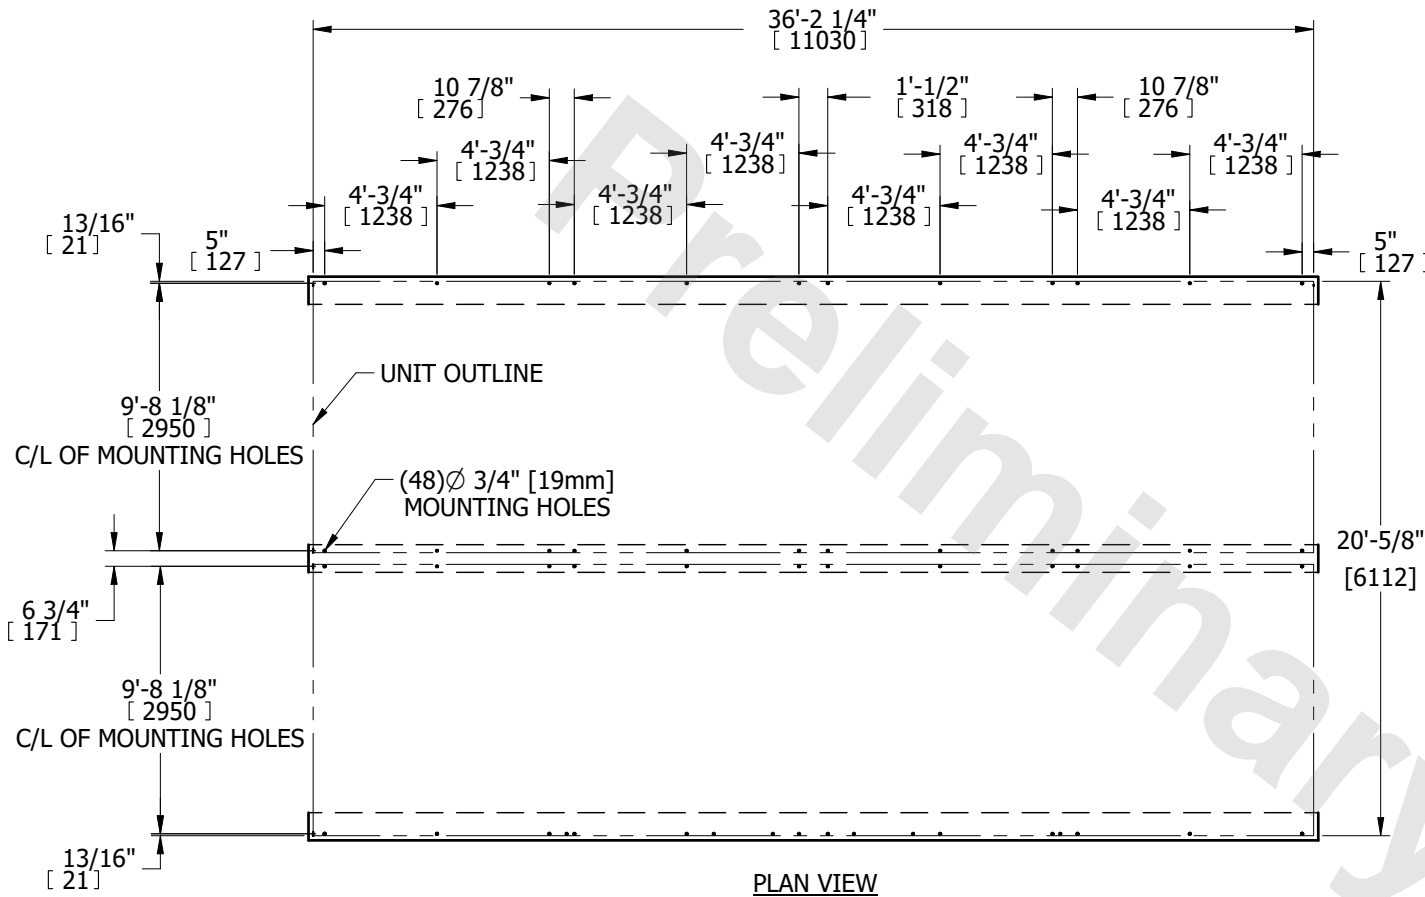 36'-2 1/4"
[ 11030 ]
10 7/8"
[ 276 ]
1'-1/2"
[ 318 ]
10 7/8"
[ 276 ]
4'-3/4"
[ 1238 ]
4'-3/4"
[ 1238 ]
4'-3/4"
[ 1238 ]
4'-3/4"
[ 1238 ]
4'-3/4"
[ 1238 ]
4'-3/4"
[ 1238 ]
4'-3/4"
[ 1238 ]
4'-3/4"
[ 1238 ]
13/16"
[ 21 ]
5"
[ 127 ]
5"
[ 127 ]
UNIT OUTLINE
9'-8 1/8"
[ 2950 ]
C/L OF MOUNTING HOLES
(48)Ø 3/4" [19mm]
MOUNTING HOLES
20'-5/8"
[6112]
6 3/4"
[ 171 ]
9'-8 1/8"
[ 2950 ]
C/L OF MOUNTING HOLES
13/16"
[ 21 ]
PLAN VIEW
Preliminary